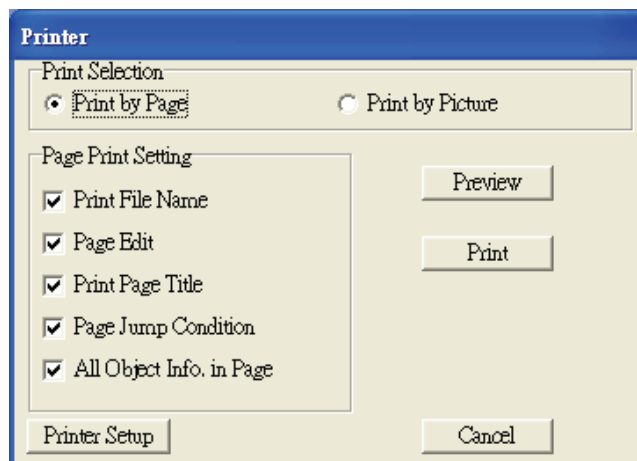 Printer
Print Selection
Print by Page Print by Picture
Page Print Setting
Print File Name
Page Edit
Print Page Title
Page Jump Condition
All Object Info. in Page
Preview
Print
Printer Setup Cancel